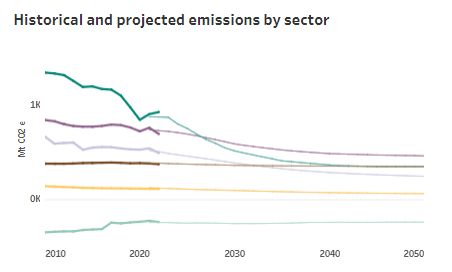 Historical and projected emissions by sector
1K
Mt CO2 e
0K
2010 2020 2030 2040 2050